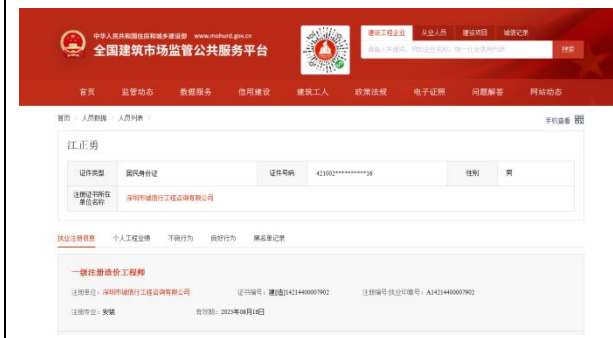 中华人民共和国住房和城乡建设部 www.mohurd.gov.cn
全国建筑市场监管公共服务平台
建设工程企业 从业人员 建设项目 诚信记录
搜索
首页 监管动态 数据服务 信用建设 建筑工人 政策法规 电子证照 问题解答 网站动态
首页 > 人员数据 > 人员列表 >
手机查看
江正勇
证件类型 居民身份证 证件号码 421002**********16 性别 男
注册证书所在单位名称 深圳市诚信行工程咨询有限公司
执业注册信息 个人工程业绩 不良行为 良好行为 黑名单记录
一级注册造价工程师
注册单位：深圳市诚信行工程咨询有限公司 证书编号：建[造]14214400007902 注册编号/执业印章号：A14214400007902
注册专业：安装 有效期：2025年08月16日